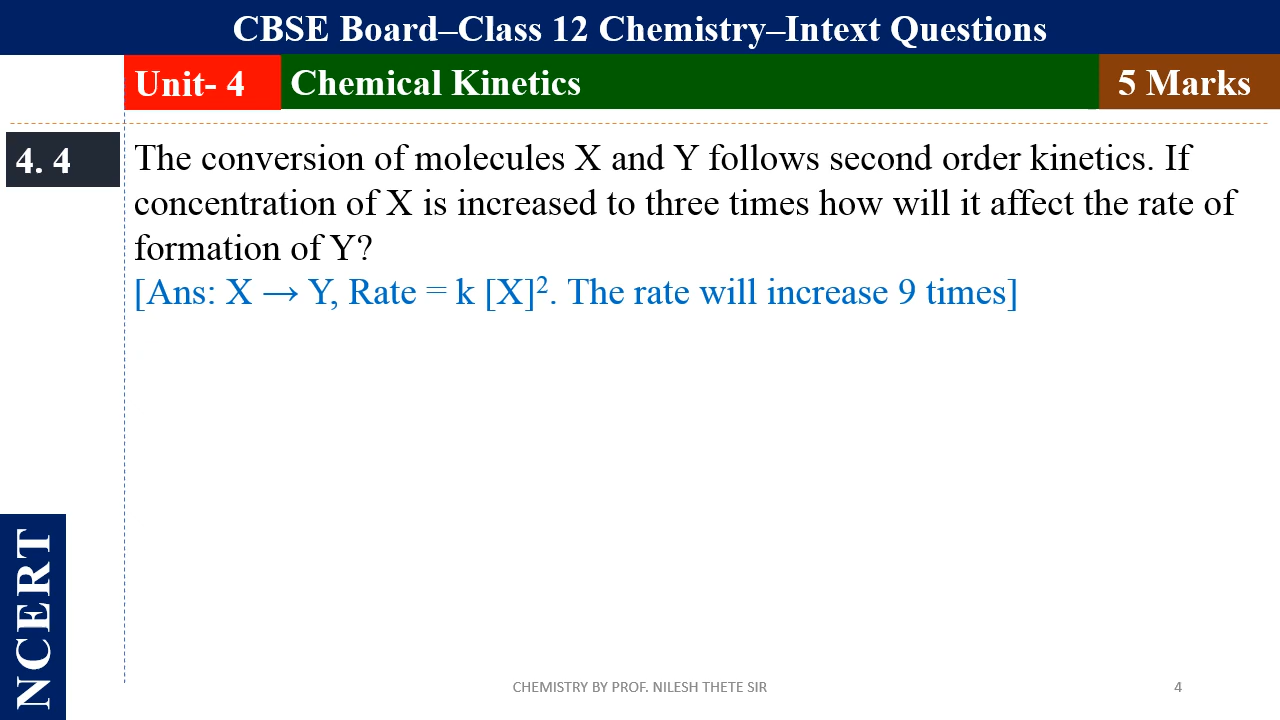 CBSE Board–Class 12 Chemistry–Intext Questions
Unit- 4 Chemical Kinetics 5 Marks
4. 4
The conversion of molecules X and Y follows second order kinetics. If
concentration of X is increased to three times how will it affect the rate of
formation of Y?
[Ans: X → Y, Rate = k [X]². The rate will increase 9 times]
NCERT
CHEMISTRY BY PROF. NILESH THETE SIR
4